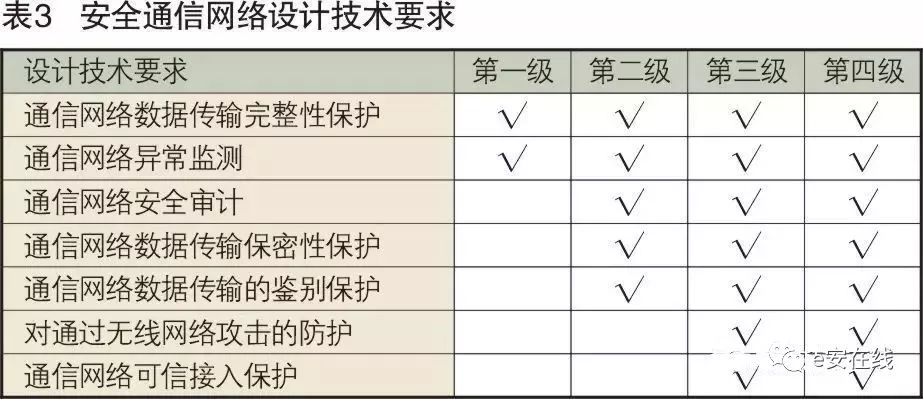 表3 安全通信网络设计技术要求
设计技术要求 第一级 第二级 第三级 第四级
通信网络数据传输完整性保护 √ √ √ √
通信网络异常监测 √ √ √ √
通信网络安全审计 √ √ √
通信网络数据传输保密性保护 √ √ √
通信网络数据传输的鉴别保护 √ √ √
对通过无线网络攻击的防护 √ √
通信网络可信接入保护 √ √
e安在线